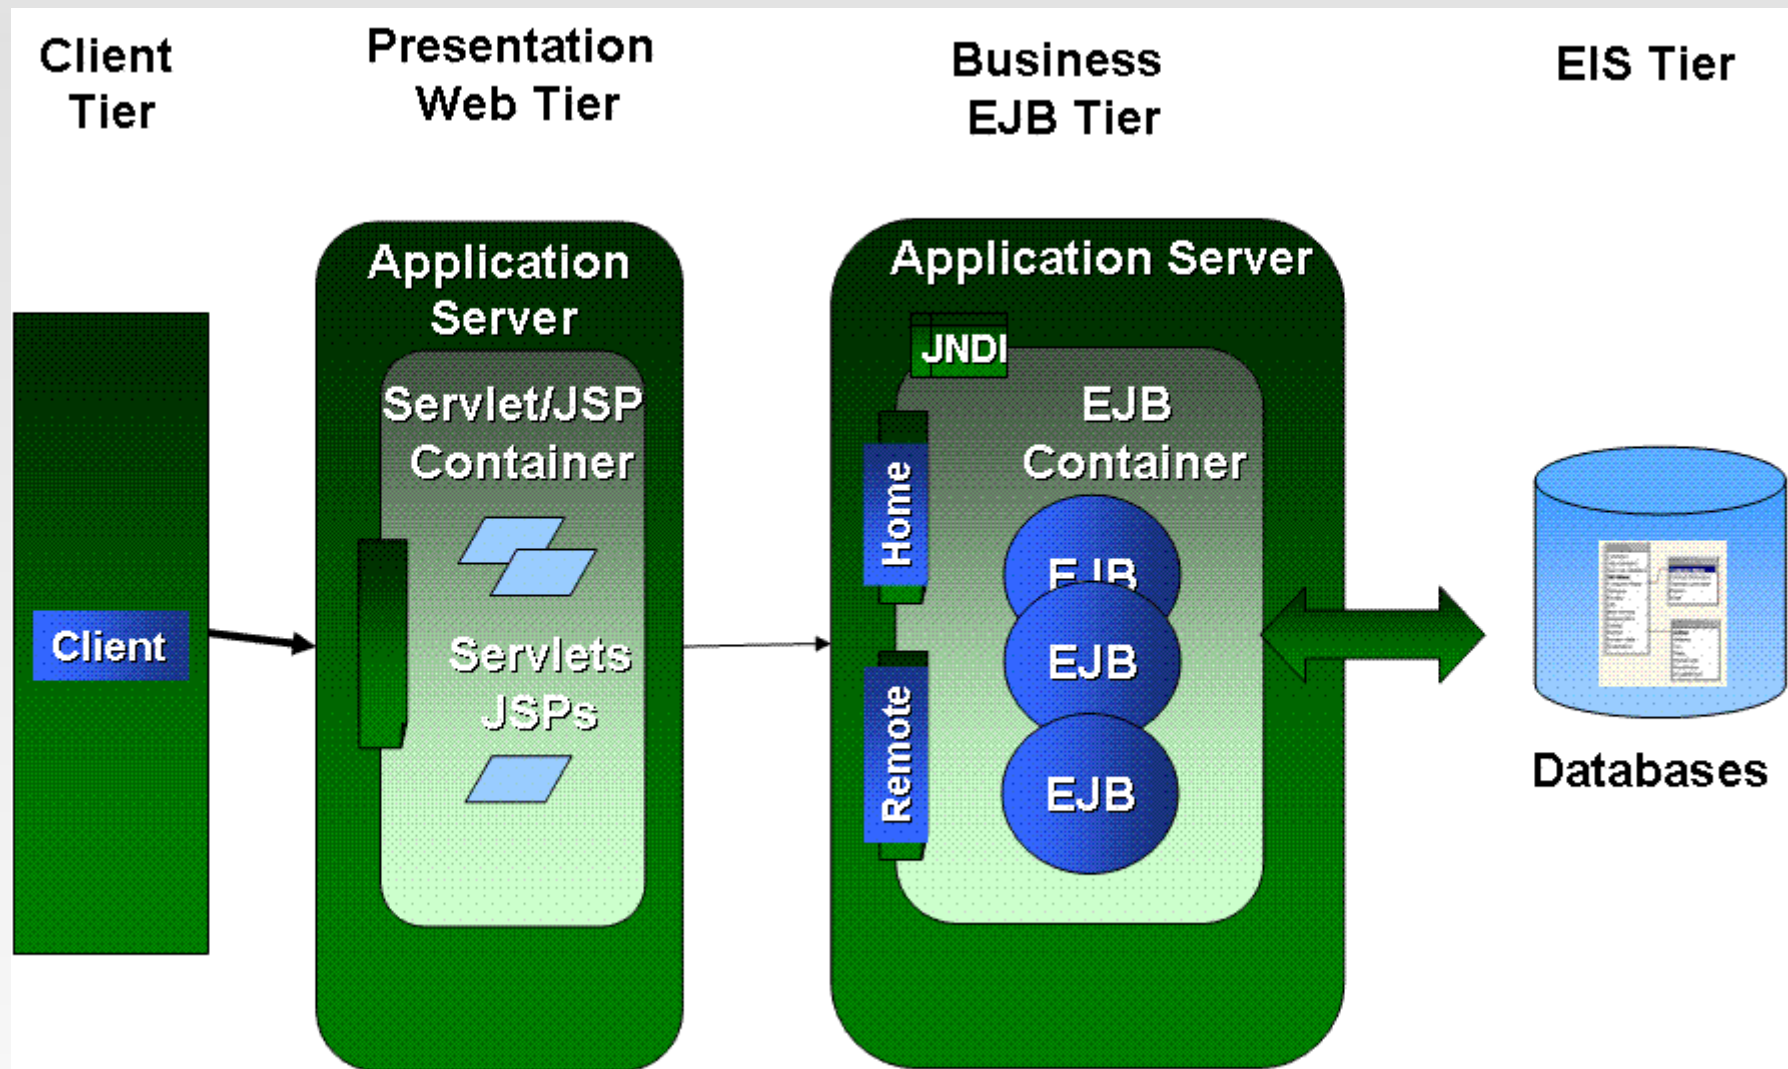 Client
Tier
Presentation
Web Tier
Business
EJB Tier
EIS Tier
Application
Server
Servlet/JSP
Container
Servlets
JSPs
Client
Application Server
JNDI
EJB
Container
Home
Remote
EJB
EJB
EJB
Databases